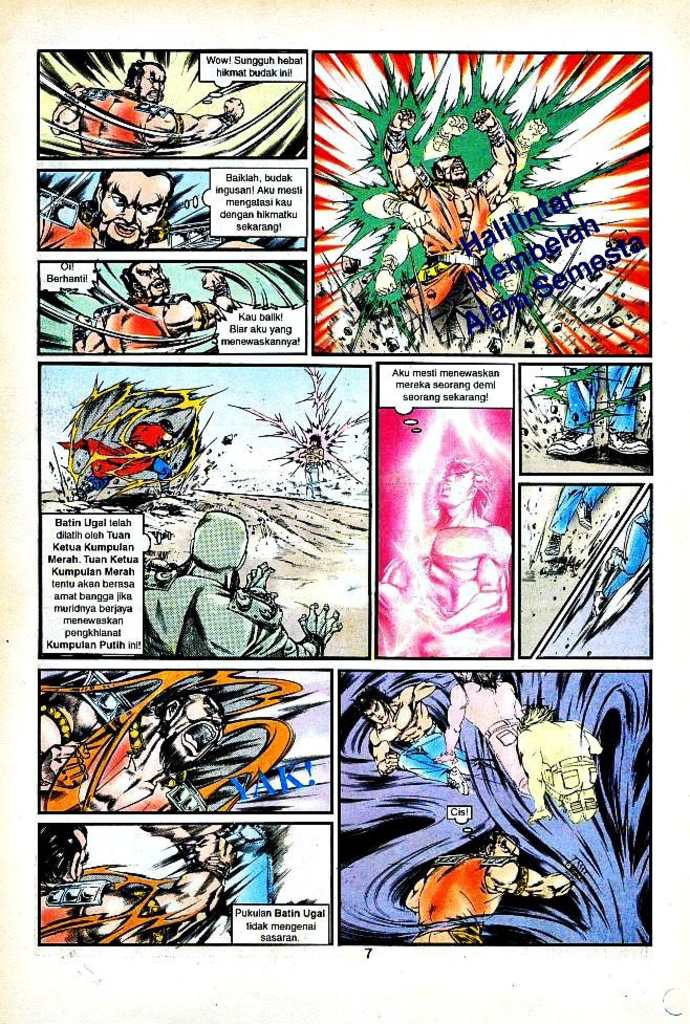 Wow! Sungguh hebat
hikmat budak ini!
Baiklah, budak
ingusan! Aku mesti
mengatasi kau
dengan hikmatku
sekarang!
Oi!
Berhenti!
Kau balik!
Biar aku yang
menewaskannya!
Halilintar
Membelah
Alam Semesta
Batin Ugal telah
dilatih oleh Tuan
Ketua Kumpulan
Merah. Tuan Ketua
Kumpulan Merah
tentu akan berasa
amat bangga jika
muridnya berjaya
menewaskan
pengkhianat
Kumpulan Putih ini!
Aku mesti menewaskan
mereka seorang demi
seorang sekarang!
YAK!
Pukulan Batin Ugal
tidak mengenai
sasaran.
Cis!
7